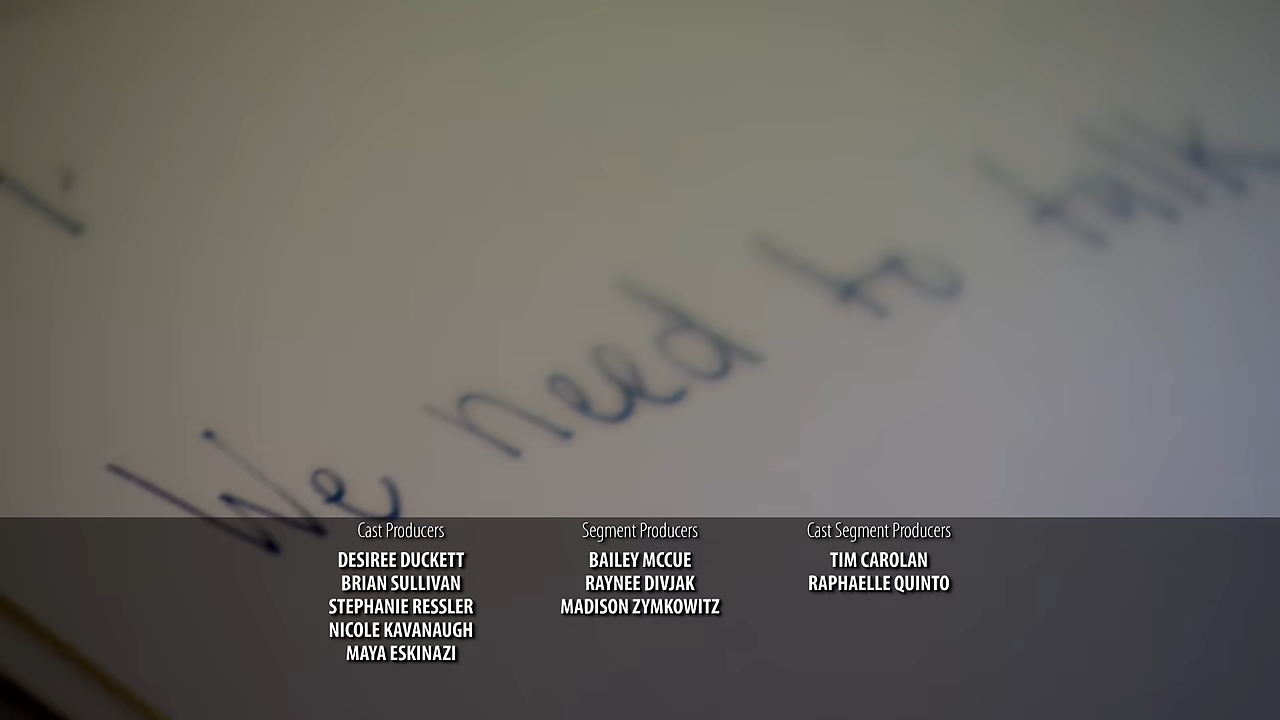 We need to talk
Cast Producers
DESIREE DUCKETT
BRIAN SULLIVAN
STEPHANIE RESSLER
NICOLE KAVANAUGH
MAYA ESKINAZI
Segment Producers
BAILEY MCCUE
RAYNEE DIVJAK
MADISON ZYMKOWITZ
Cast Segment Producers
TIM CAROLAN
RAPHAELLE QUINTO